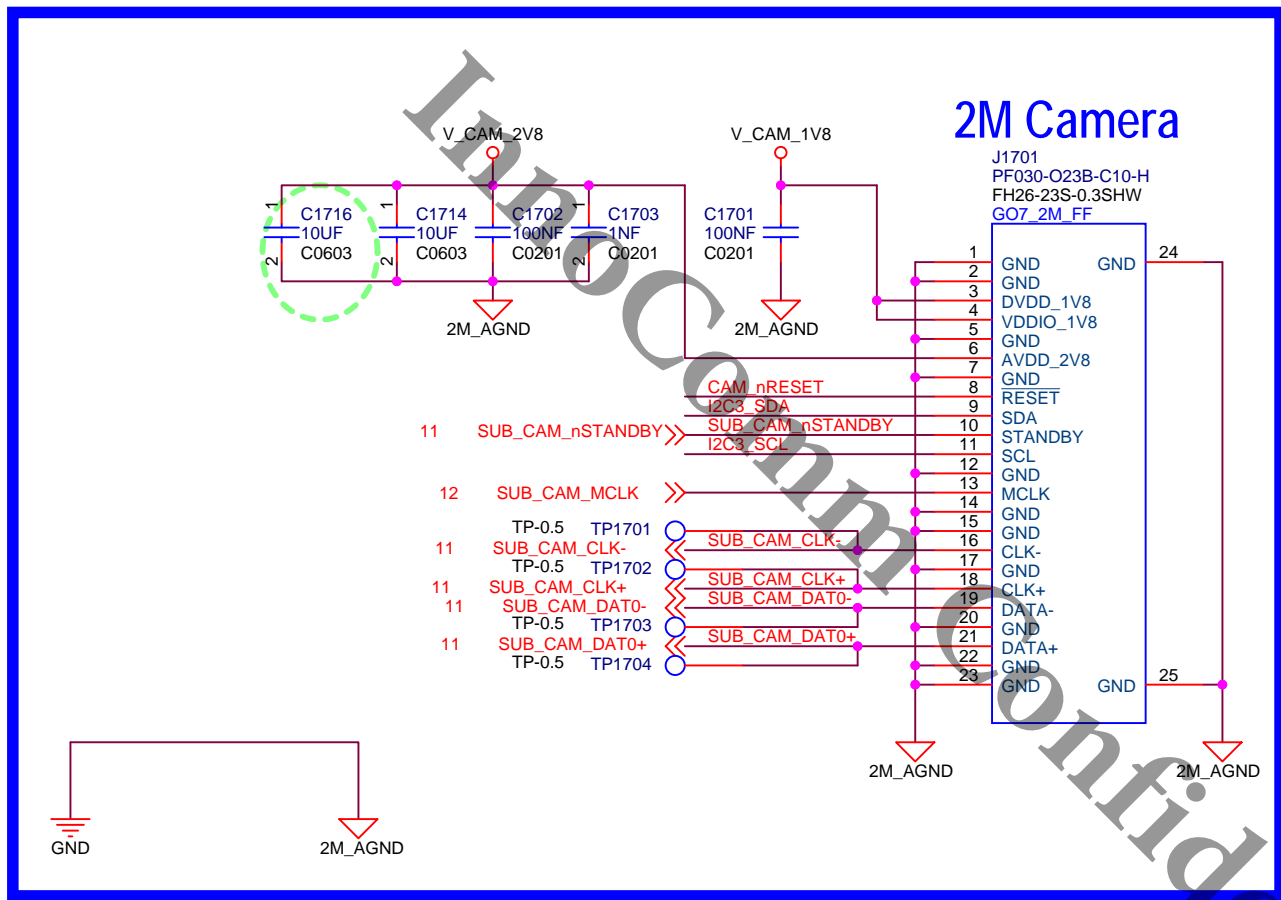 2M Camera
J1701
PF030-O23B-C10-H
FH26-23S-0.3SHW
GO7_2M_FF
V_CAM_2V8
V_CAM_1V8
1
C1716
10UF
C0603
2
1
C1714
10UF
C0603
2
C1702
100NF
C0201
1
C1703
1NF
C0201
2
C1701
100NF
C0201
2M_AGND
2M_AGND
1 GND
2 GND
3 DVDD_1V8
4 VDDIO_1V8
5 GND
6 AVDD_2V8
7 GND
CAM_nRESET 8 RESET
I2C3_SDA 9 SDA
11 SUB_CAM_nSTANDBY SUB_CAM_nSTANDBY 10 STANDBY
I2C3_SCL 11 SCL
12 GND
12 SUB_CAM_MCLK 13 MCLK
14 GND
TP-0.5 TP1701 15 GND
11 SUB_CAM_CLK- SUB_CAM_CLK- 16 CLK-
TP-0.5 TP1702 17 GND
11 SUB_CAM_CLK+ SUB_CAM_CLK+ 18 CLK+
11 SUB_CAM_DAT0- SUB_CAM_DAT0- 19 DATA-
TP-0.5 TP1703 20 GND
11 SUB_CAM_DAT0+ SUB_CAM_DAT0+ 21 DATA+
TP-0.5 TP1704 22 GND
23 GND
GND 24
GND 25
2M_AGND
2M_AGND
GND
2M_AGND
InnoComm Confid